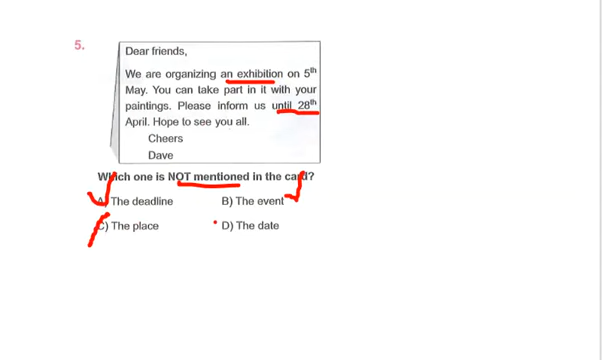 5.
Dear friends,
We are organizing an exhibition on 5th
May. You can take part in it with your
paintings. Please inform us until 28th
April. Hope to see you all.
Cheers
Dave
Which one is NOT mentioned in the card?
A) The deadline B) The event
C) The place D) The date